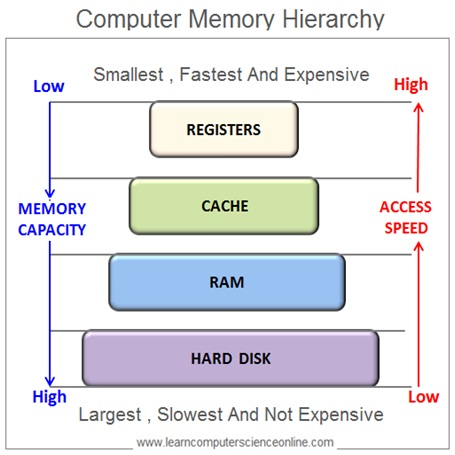 Computer Memory Hierarchy
Smallest , Fastest And Expensive
Low
High
REGISTERS
CACHE
MEMORY
CAPACITY
ACCESS
SPEED
RAM
HARD DISK
High
Low
Largest , Slowest And Not Expensive
www.learncomputerscienceonline.com